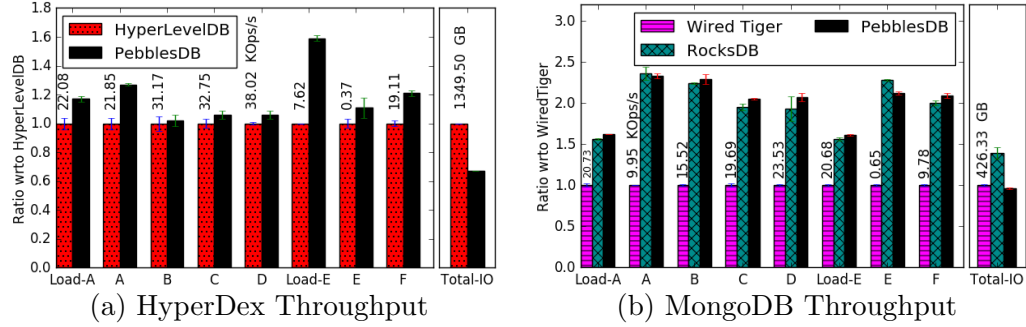 Ratio wrto HyperLevelDB
1.8
1.6
1.4
1.2
1.0
0.8
0.6
0.4
0.2
0.0
HyperLevelDB
PebblesDB
22.08
21.85
31.17
32.75
38.02 KOps/s
7.62
0.37
19.11
1349.50 GB
Load-A A B C D Load-E E F Total-IO
(a) HyperDex Throughput
Ratio wrto WiredTiger
3.0
2.5
2.0
1.5
1.0
0.5
0.0
Wired Tiger
RocksDB
PebblesDB
20.73
9.95 KOps/s
15.52
19.69
23.53
20.68
0.65
9.78
426.33 GB
Load-A A B C D Load-E E F Total-IO
(b) MongoDB Throughput